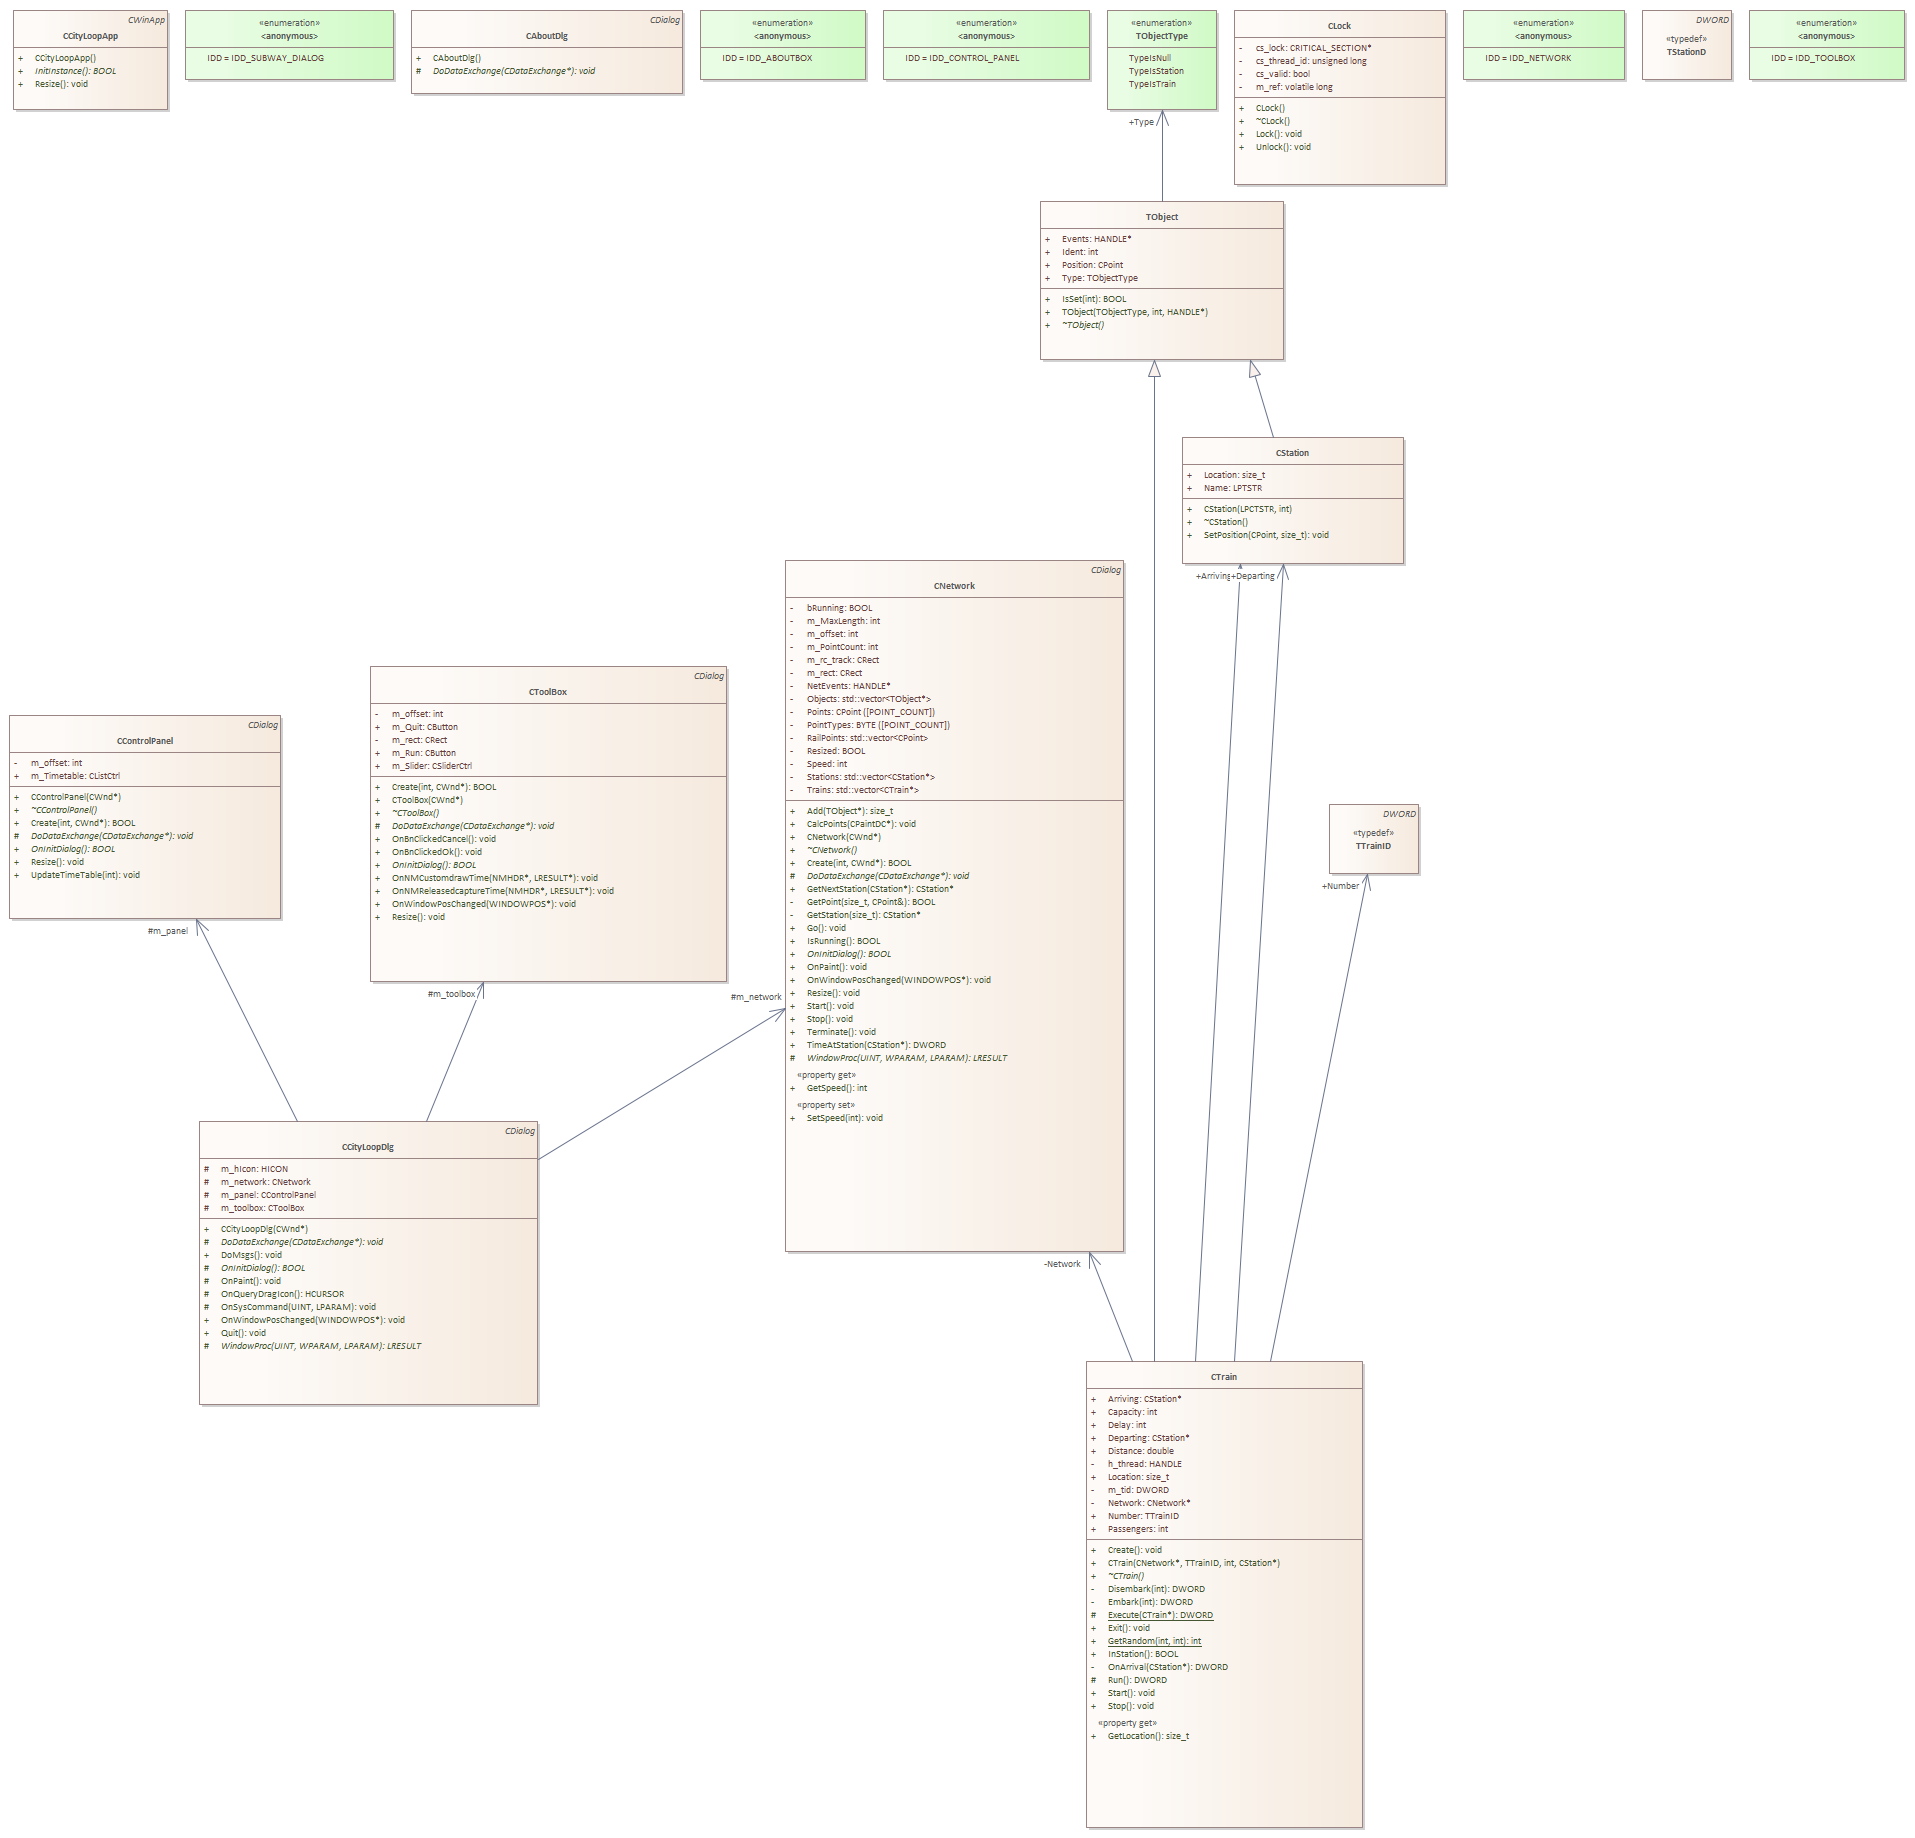 CWinApp
CCityLoopApp
+ CCityLoopApp()
+ InitInstance(): BOOL
+ Resize(): void
«enumeration»
<anonymous>
IDD = IDD_SUBWAY_DIALOG
CDialog
CAboutDlg
+ CAboutDlg()
# DoDataExchange(CDataExchange*): void
«enumeration»
<anonymous>
IDD = IDD_ABOUTBOX
«enumeration»
<anonymous>
IDD = IDD_CONTROL_PANEL
«enumeration»
TObjectType
TypeIsNull
TypeIsStation
TypeIsTrain
CLock
- cs_lock: CRITICAL_SECTION*
- cs_thread_id: unsigned long
- cs_valid: bool
- m_ref: volatile long
+ CLock()
+ ~CLock()
+ Lock(): void
+ Unlock(): void
«enumeration»
<anonymous>
IDD = IDD_NETWORK
DWORD
«typedef»
TStationID
«enumeration»
<anonymous>
IDD = IDD_TOOLBOX
+Type
TObject
+ Events: HANDLE*
+ Ident: int
+ Position: CPoint
+ Type: TObjectType
+ IsSet(int): BOOL
+ TObject(TObjectType, int, HANDLE*)
+ ~TObject()
CStation
+ Location: size_t
+ Name: LPTSTR
+ CStation(LPCTSTR, int)
+ ~CStation()
+ SetPosition(CPoint, size_t): void
+Arriving+Departing
CDialog
CNetwork
- bRunning: BOOL
- m_MaxLength: int
- m_offset: int
- m_PointCount: int
- m_rc_track: CRect
- m_rect: CRect
- NetEvents: HANDLE*
- Objects: std::vector<TObject*>
- Points: CPoint ([POINT_COUNT])
- PointTypes: BYTE ([POINT_COUNT])
- RailPoints: std::vector<CPoint>
- Resized: BOOL
- Speed: int
- Stations: std::vector<CStation*>
- Trains: std::vector<CTrain*>
+ Add(TObject*): size_t
+ CalcPoints(CPaintDC*): void
+ CNetwork(CWnd*)
+ ~CNetwork()
+ Create(int, CWnd*): BOOL
# DoDataExchange(CDataExchange*): void
+ GetNextStation(CStation*): CStation*
- GetPoint(size_t, CPoint&): BOOL
- GetStation(size_t): CStation*
+ Go(): void
+ IsRunning(): BOOL
+ OnInitDialog(): BOOL
+ OnPaint(): void
+ OnWindowPosChanged(WINDOWPOS*): void
+ Resize(): void
+ Start(): void
+ Stop(): void
+ Terminate(): void
+ TimeAtStation(CStation*): DWORD
# WindowProc(UINT, WPARAM, LPARAM): LRESULT
«property get»
+ GetSpeed(): int
«property set»
+ SetSpeed(int): void
CDialog
CToolBox
- m_offset: int
+ m_Quit: CButton
- m_rect: CRect
+ m_Run: CButton
+ m_Slider: CSliderCtrl
+ Create(int, CWnd*): BOOL
+ CToolBox(CWnd*)
+ ~CToolBox()
# DoDataExchange(CDataExchange*): void
+ OnBnClickedCancel(): void
+ OnBnClickedOk(): void
+ OnInitDialog(): BOOL
+ OnNMCustomdrawTime(NMHDR*, LRESULT*): void
+ OnNMReleasedcaptureTime(NMHDR*, LRESULT*): void
+ OnWindowPosChanged(WINDOWPOS*): void
+ Resize(): void
CDialog
CControlPanel
- m_offset: int
+ m_Timetable: CListCtrl
+ CControlPanel(CWnd*)
+ ~CControlPanel()
+ Create(int, CWnd*): BOOL
# DoDataExchange(CDataExchange*): void
+ OnInitDialog(): BOOL
+ Resize(): void
+ UpdateTimeTable(int): void
DWORD
«typedef»
TTrainID
+Number
#m_panel
#m_toolbox
#m_network
CDialog
CCityLoopDlg
# m_hIcon: HICON
# m_network: CNetwork
# m_panel: CControlPanel
# m_toolbox: CToolBox
+ CCityLoopDlg(CWnd*)
# DoDataExchange(CDataExchange*): void
+ DoMsgs(): void
# OnInitDialog(): BOOL
# OnPaint(): void
# OnQueryDragIcon(): HCURSOR
# OnSysCommand(UINT, LPARAM): void
+ OnWindowPosChanged(WINDOWPOS*): void
+ Quit(): void
# WindowProc(UINT, WPARAM, LPARAM): LRESULT
-Network
CTrain
+ Arriving: CStation*
+ Capacity: int
+ Delay: int
+ Departing: CStation*
+ Distance: double
- h_thread: HANDLE
+ Location: size_t
- m_tid: DWORD
- Network: CNetwork*
+ Number: TTrainID
+ Passengers: int
+ Create(): void
+ CTrain(CNetwork*, TTrainID, int, CStation*)
+ ~CTrain()
- Disembark(int): DWORD
- Embark(int): DWORD
# Execute(CTrain*): DWORD
+ Exit(): void
+ GetRandom(int, int): int
+ InStation(): BOOL
- OnArrival(CStation*): DWORD
# Run(): DWORD
+ Start(): void
+ Stop(): void
«property get»
+ GetLocation(): size_t